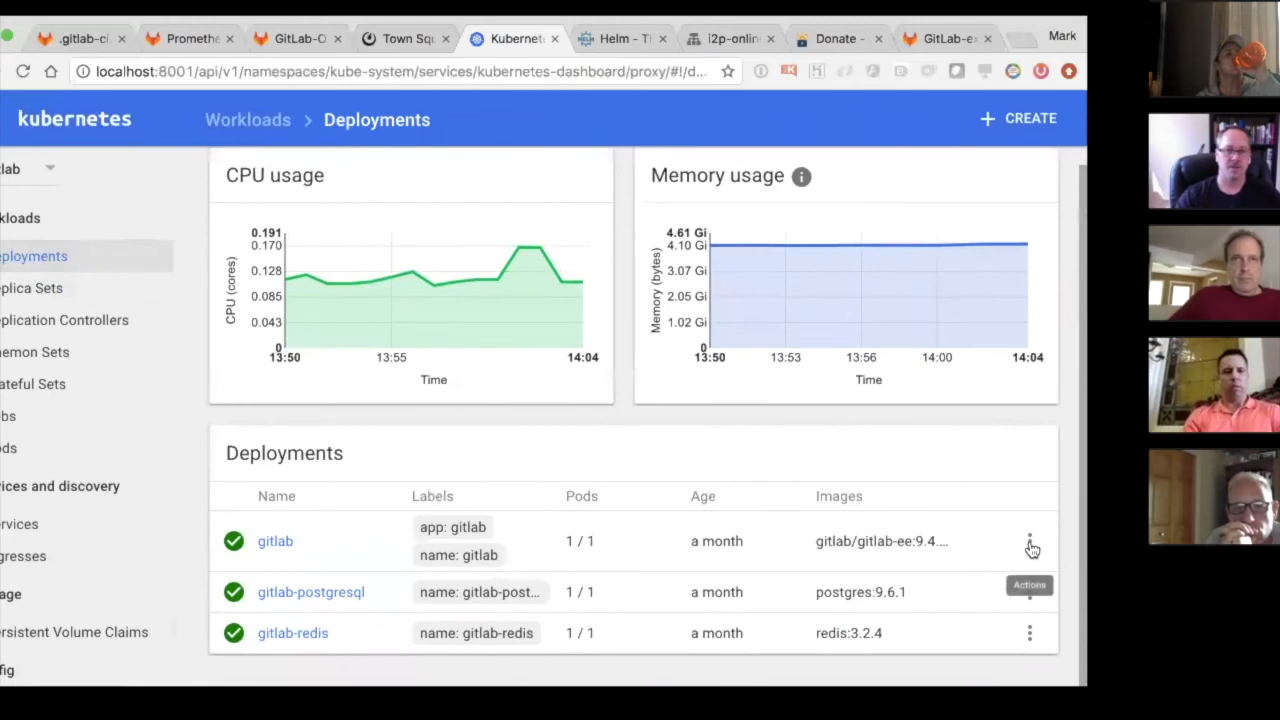 .gitlab-ci.
Promethe
GitLab-O
Town Squ
Kubernet
Helm - Th
i2p-onlin
Donate -
GitLab-ex
Mark
localhost:8001/api/v1/namespaces/kube-system/services/kubernetes-dashboard/proxy/#!/d...
kubernetes
Workloads > Deployments
+ CREATE
lab
kloads
eployments
plica Sets
plication Controllers
emon Sets
ateful Sets
bs
ds
ices and discovery
ervices
gresses
age
ersistent Volume Claims
fig
CPU usage
0.191
0.170
0.128
0.085
0.043
0
CPU (cores)
13:50 13:55 14:04
Time
Memory usage
4.61 Gi
4.10 Gi
3.07 Gi
2.05 Gi
1.02 Gi
0
Memory (bytes)
13:50 13:53 13:56 14:00 14:04
Time
Deployments
Name Labels Pods Age Images
gitlab app: gitlab name: gitlab 1 / 1 a month gitlab/gitlab-ee:9.4....
Actions
gitlab-postgresql name: gitlab-post... 1 / 1 a month postgres:9.6.1
gitlab-redis name: gitlab-redis 1 / 1 a month redis:3.2.4